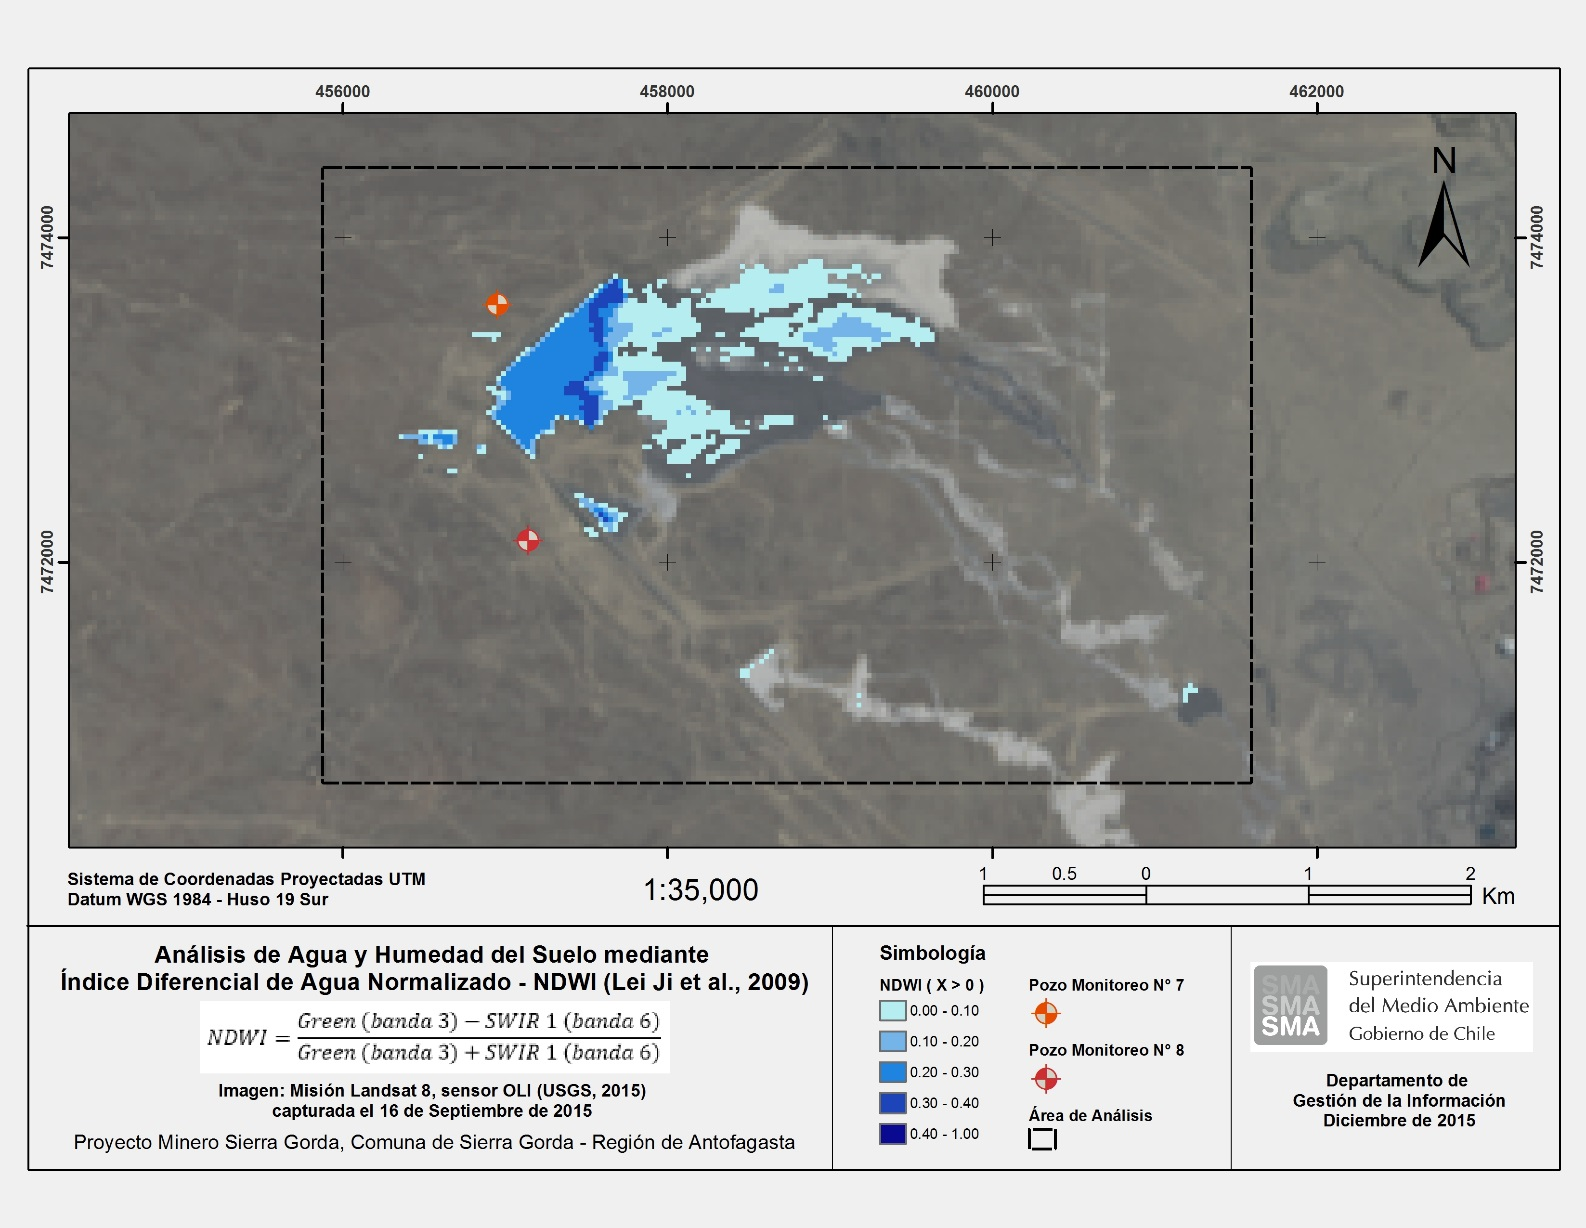 456000 458000 460000 462000
N
7474000 7474000
7472000 7472000
Sistema de Coordenadas Proyectadas UTM
Datum WGS 1984 - Huso 19 Sur
1:35,000
1 0.5 0 1 2
Km
Análisis de Agua y Humedad del Suelo mediante
Índice Diferencial de Agua Normalizado - NDWI (Lei Ji et al., 2009)
NDWI = Green (banda 3) − SWIR 1 (banda 6)
Green (banda 3) + SWIR 1 (banda 6)
Imagen: Misión Landsat 8, sensor OLI (USGS, 2015)
capturada el 16 de Septiembre de 2015
Proyecto Minero Sierra Gorda, Comuna de Sierra Gorda - Región de Antofagasta
Simbología
NDWI ( X > 0 )
0.00 - 0.10
0.10 - 0.20
0.20 - 0.30
0.30 - 0.40
0.40 - 1.00
Pozo Monitoreo N° 7
Pozo Monitoreo N° 8
Área de Análisis
SMA
SMA
SMA
Superintendencia
del Medio Ambiente
Gobierno de Chile
Departamento de
Gestión de la Información
Diciembre de 2015